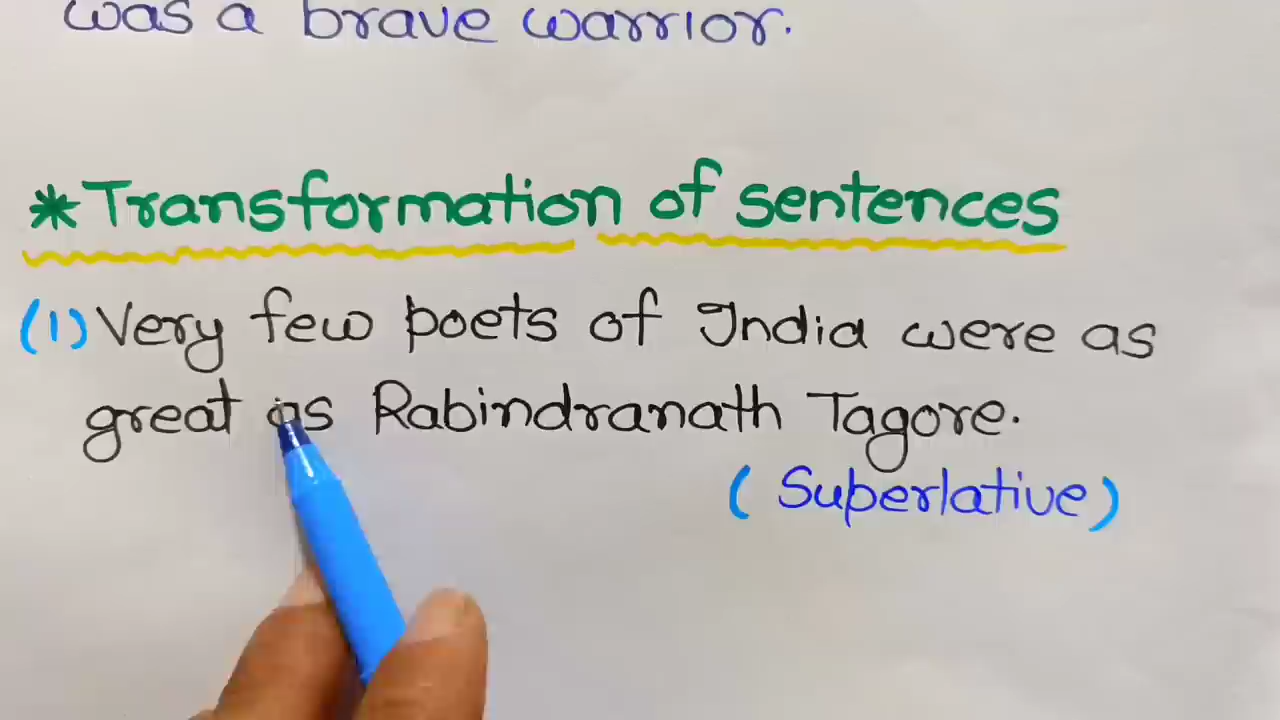 was a brave warrior.
*Transformation of sentences
(1) Very few poets of India were as
great as Rabindranath Tagore.
(Superlative)